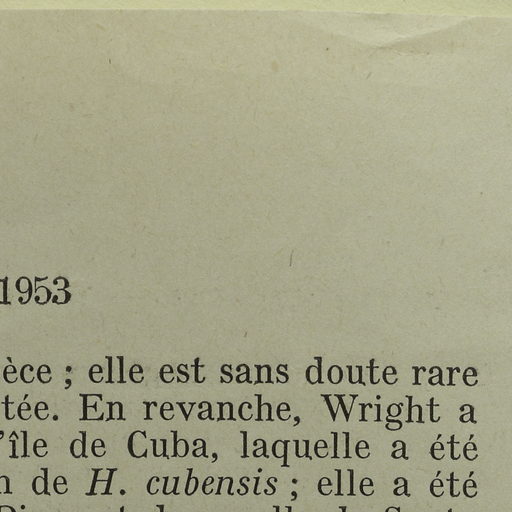 1953
èce ; elle est sans doute rare
tée. En revanche, Wright a
'île de Cuba, laquelle a été
n de H. cubensis ; elle a été